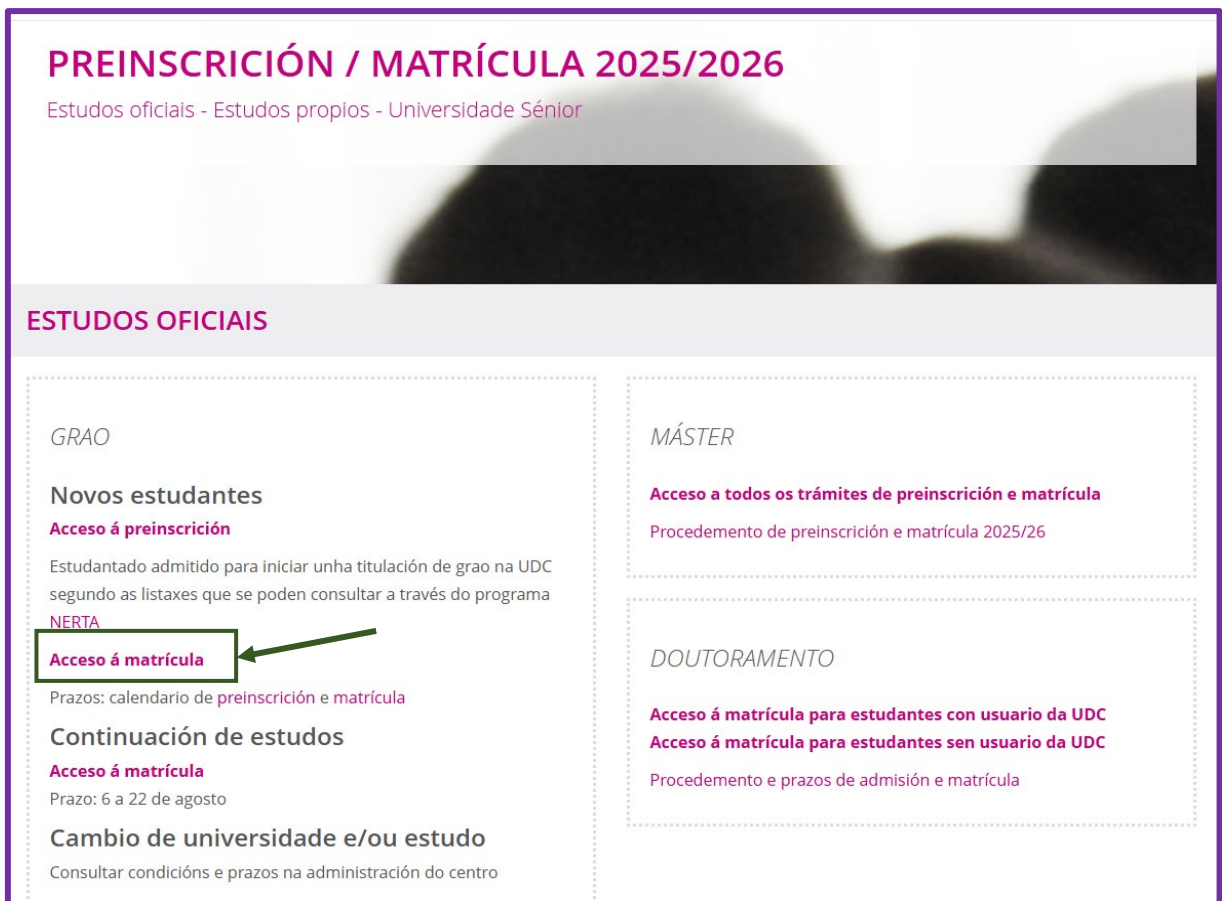 PREINSCRICIÓN / MATRÍCULA 2025/2026
Estudos oficiais - Estudos propios - Universidade Sénior
ESTUDOS OFICIAIS
GRAO
Novos estudantes
Acceso á preinscrición
Estudantado admitido para iniciar unha titulación de grao na UDC
segundo as listaxes que se poden consultar a través do programa
NERTA
Acceso á matrícula
Prazos: calendario de preinscrición e matrícula
Continuación de estudos
Acceso á matrícula
Prazo: 6 a 22 de agosto
Cambio de universidade e/ou estudo
Consultar condicións e prazos na administración do centro
MÁSTER
Acceso a todos os trámites de preinscrición e matrícula
Procedemento de preinscrición e matrícula 2025/26
DOUTORAMENTO
Acceso á matrícula para estudantes con usuario da UDC
Acceso á matrícula para estudantes sen usuario da UDC
Procedemento e prazos de admisión e matrícula